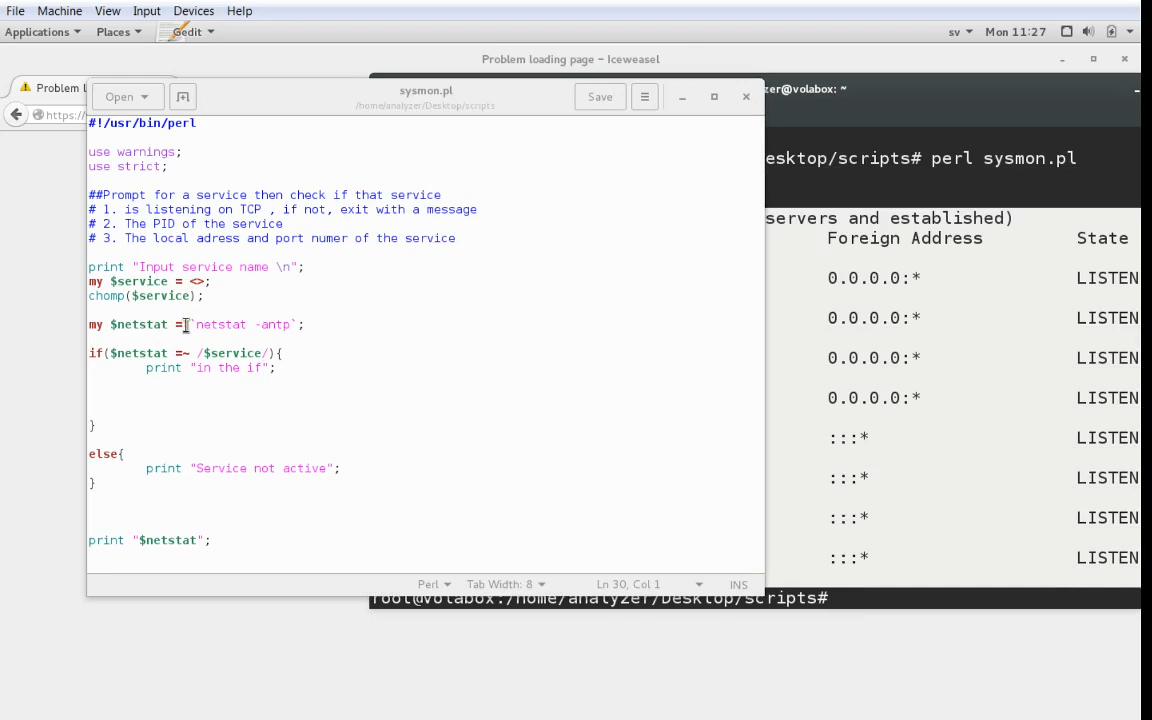 File Machine View Input Devices Help
Applications Places Gedit sv Mon 11:27
Problem loading page – Iceweasel
Problem l
https:/
Open sysmon.pl Save
/home/analyzer/Desktop/scripts
zer@volabox: ~
#!/usr/bin/perl
use warnings;
use strict;
##Prompt for a service then check if that service
# 1. is listening on TCP , if not, exit with a message
# 2. The PID of the service
# 3. The local adress and port numer of the service
print "Input service name \n";
my $service = <>;
chomp($service);
my $netstat = `netstat -antp`;
if($netstat =~ /$service/){
print "in the if";
}
else{
print "Service not active";
}
print "$netstat";
Perl Tab Width: 8 Ln 30, Col 1 INS
esktop/scripts# perl sysmon.pl
servers and established)
Foreign Address State
0.0.0.0:* LISTEN
0.0.0.0:* LISTEN
0.0.0.0:* LISTEN
0.0.0.0:* LISTEN
:::* LISTEN
:::* LISTEN
:::* LISTEN
:::* LISTEN
root@volabox:/home/analyzer/Desktop/scripts#